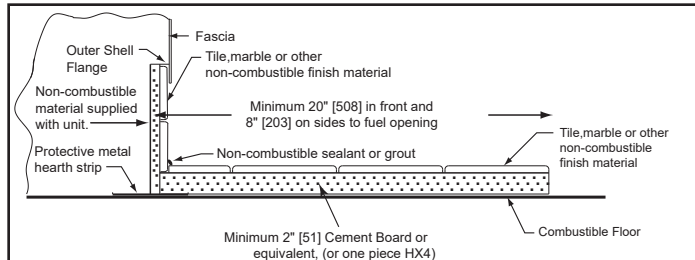 Fascia
Outer Shell
Flange
Tile,marble or other
non-combustible finish material
Non-combustible
material supplied
with unit.
Minimum 20" [508] in front and
8" [203] on sides to fuel opening
Tile,marble or other
non-combustible
finish material
Protective metal
hearth strip
Non-combustible sealant or grout
Minimum 2" [51] Cement Board or
equivalent, (or one piece HX4)
Combustible Floor